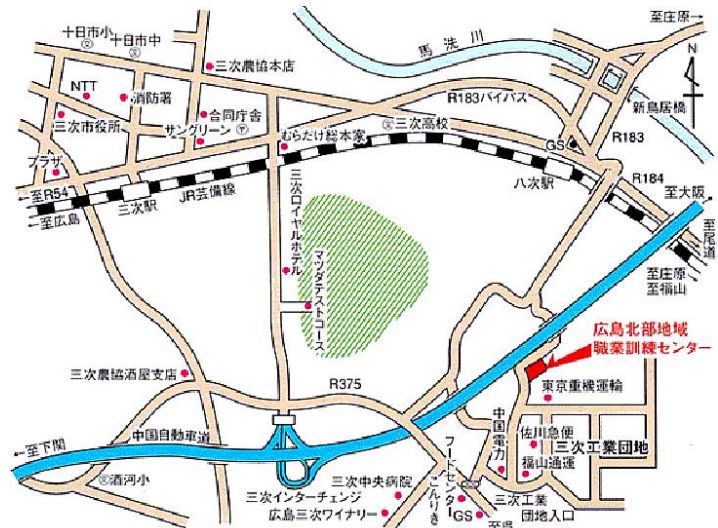 至庄原→
十日市小
十日市中
馬洗川
N
三次農協本店
NTT
消防署
R183バイパス
新鳥居橋
合同庁舎
三次市役所
サングリーン
むらだけ総本家
三次高校
GS
R183
プラザ
R184
←至R54
三次駅
JR芸備線
八次駅
至大阪
←至広島
三次ロイヤルホテル
至尾道
マツダテストコース
至庄原
至福山
広島北部地域
職業訓練センター
三次農協酒屋支店
R375
東京重機運輸
中国電力
佐川急便
三次工業団地
←至下関
中国自動車道
フードセンター
こんりき
福山通運
酒河小
三次中央病院
三次インターチェンジ
三次工業
団地入口
広島三次ワイナリー
GS
至呉